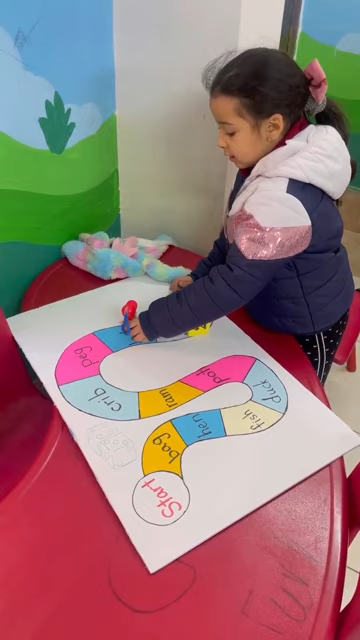 Start
bag
hen
fish
duck
pot
ram
crib
peg